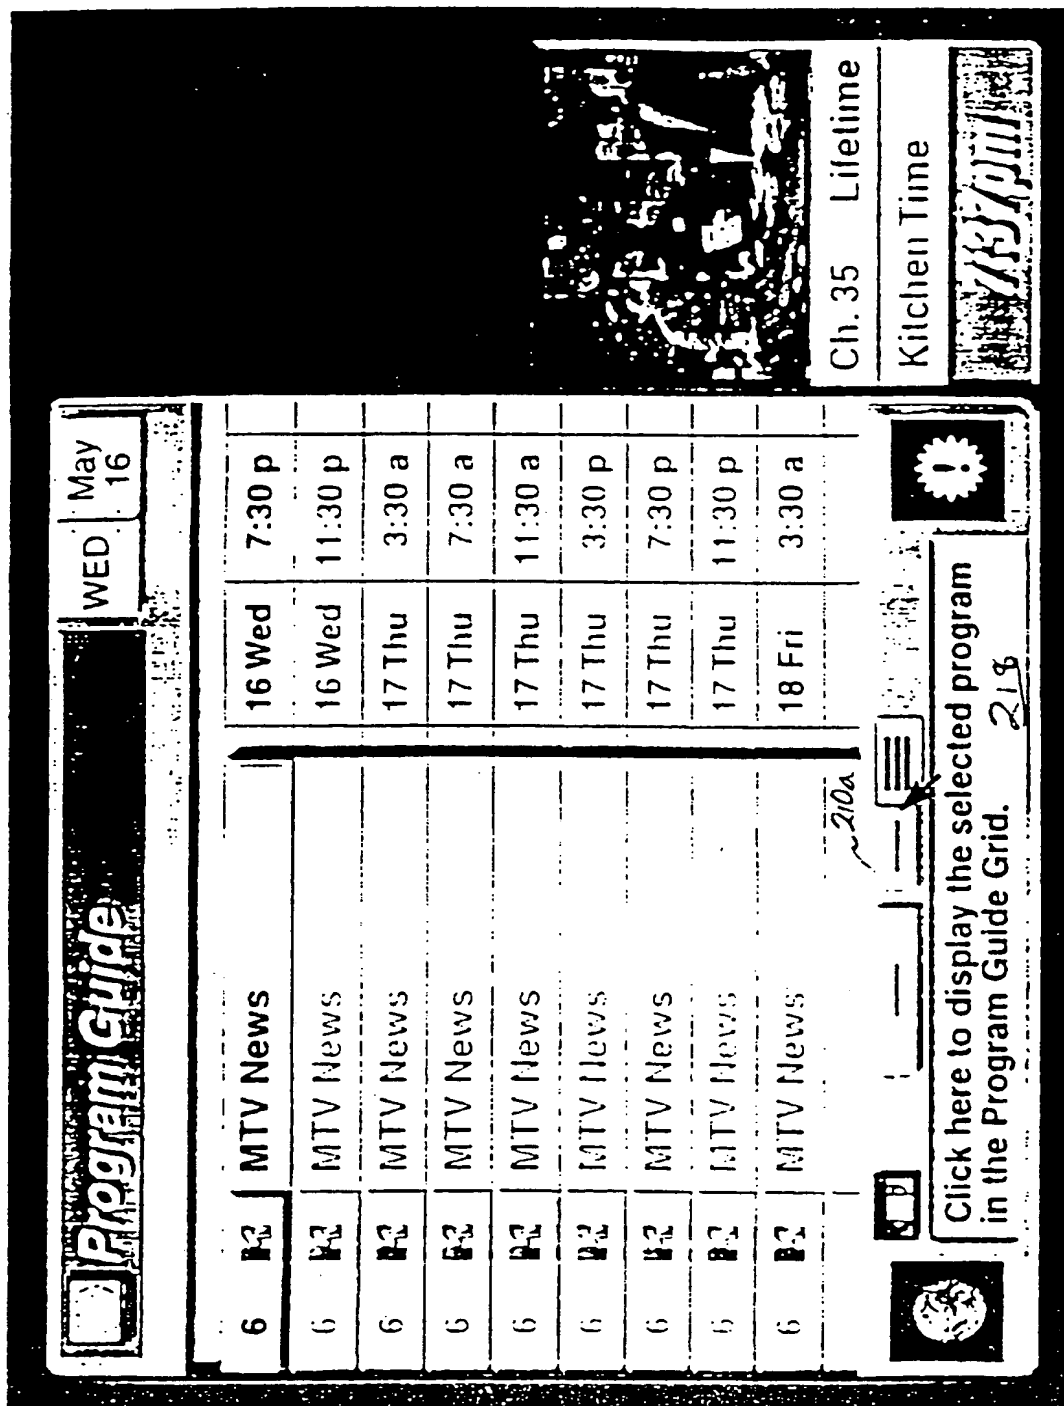 Program Guide
WED
May
16
6 MTV News 16 Wed 7:30 p
6 MTV News 16 Wed 11:30 p
6 MTV News 17 Thu 3:30 a
6 MTV News 17 Thu 7:30 a
6 MTV News 17 Thu 11:30 a
6 MTV News 17 Thu 3:30 p
6 MTV News 17 Thu 7:30 p
6 MTV News 17 Thu 11:30 p
6 MTV News 18 Fri 3:30 a
210a
Click here to display the selected program
in the Program Guide Grid.
218
!
Ch. 35 Lifetime
Kitchen Time
7:37pm